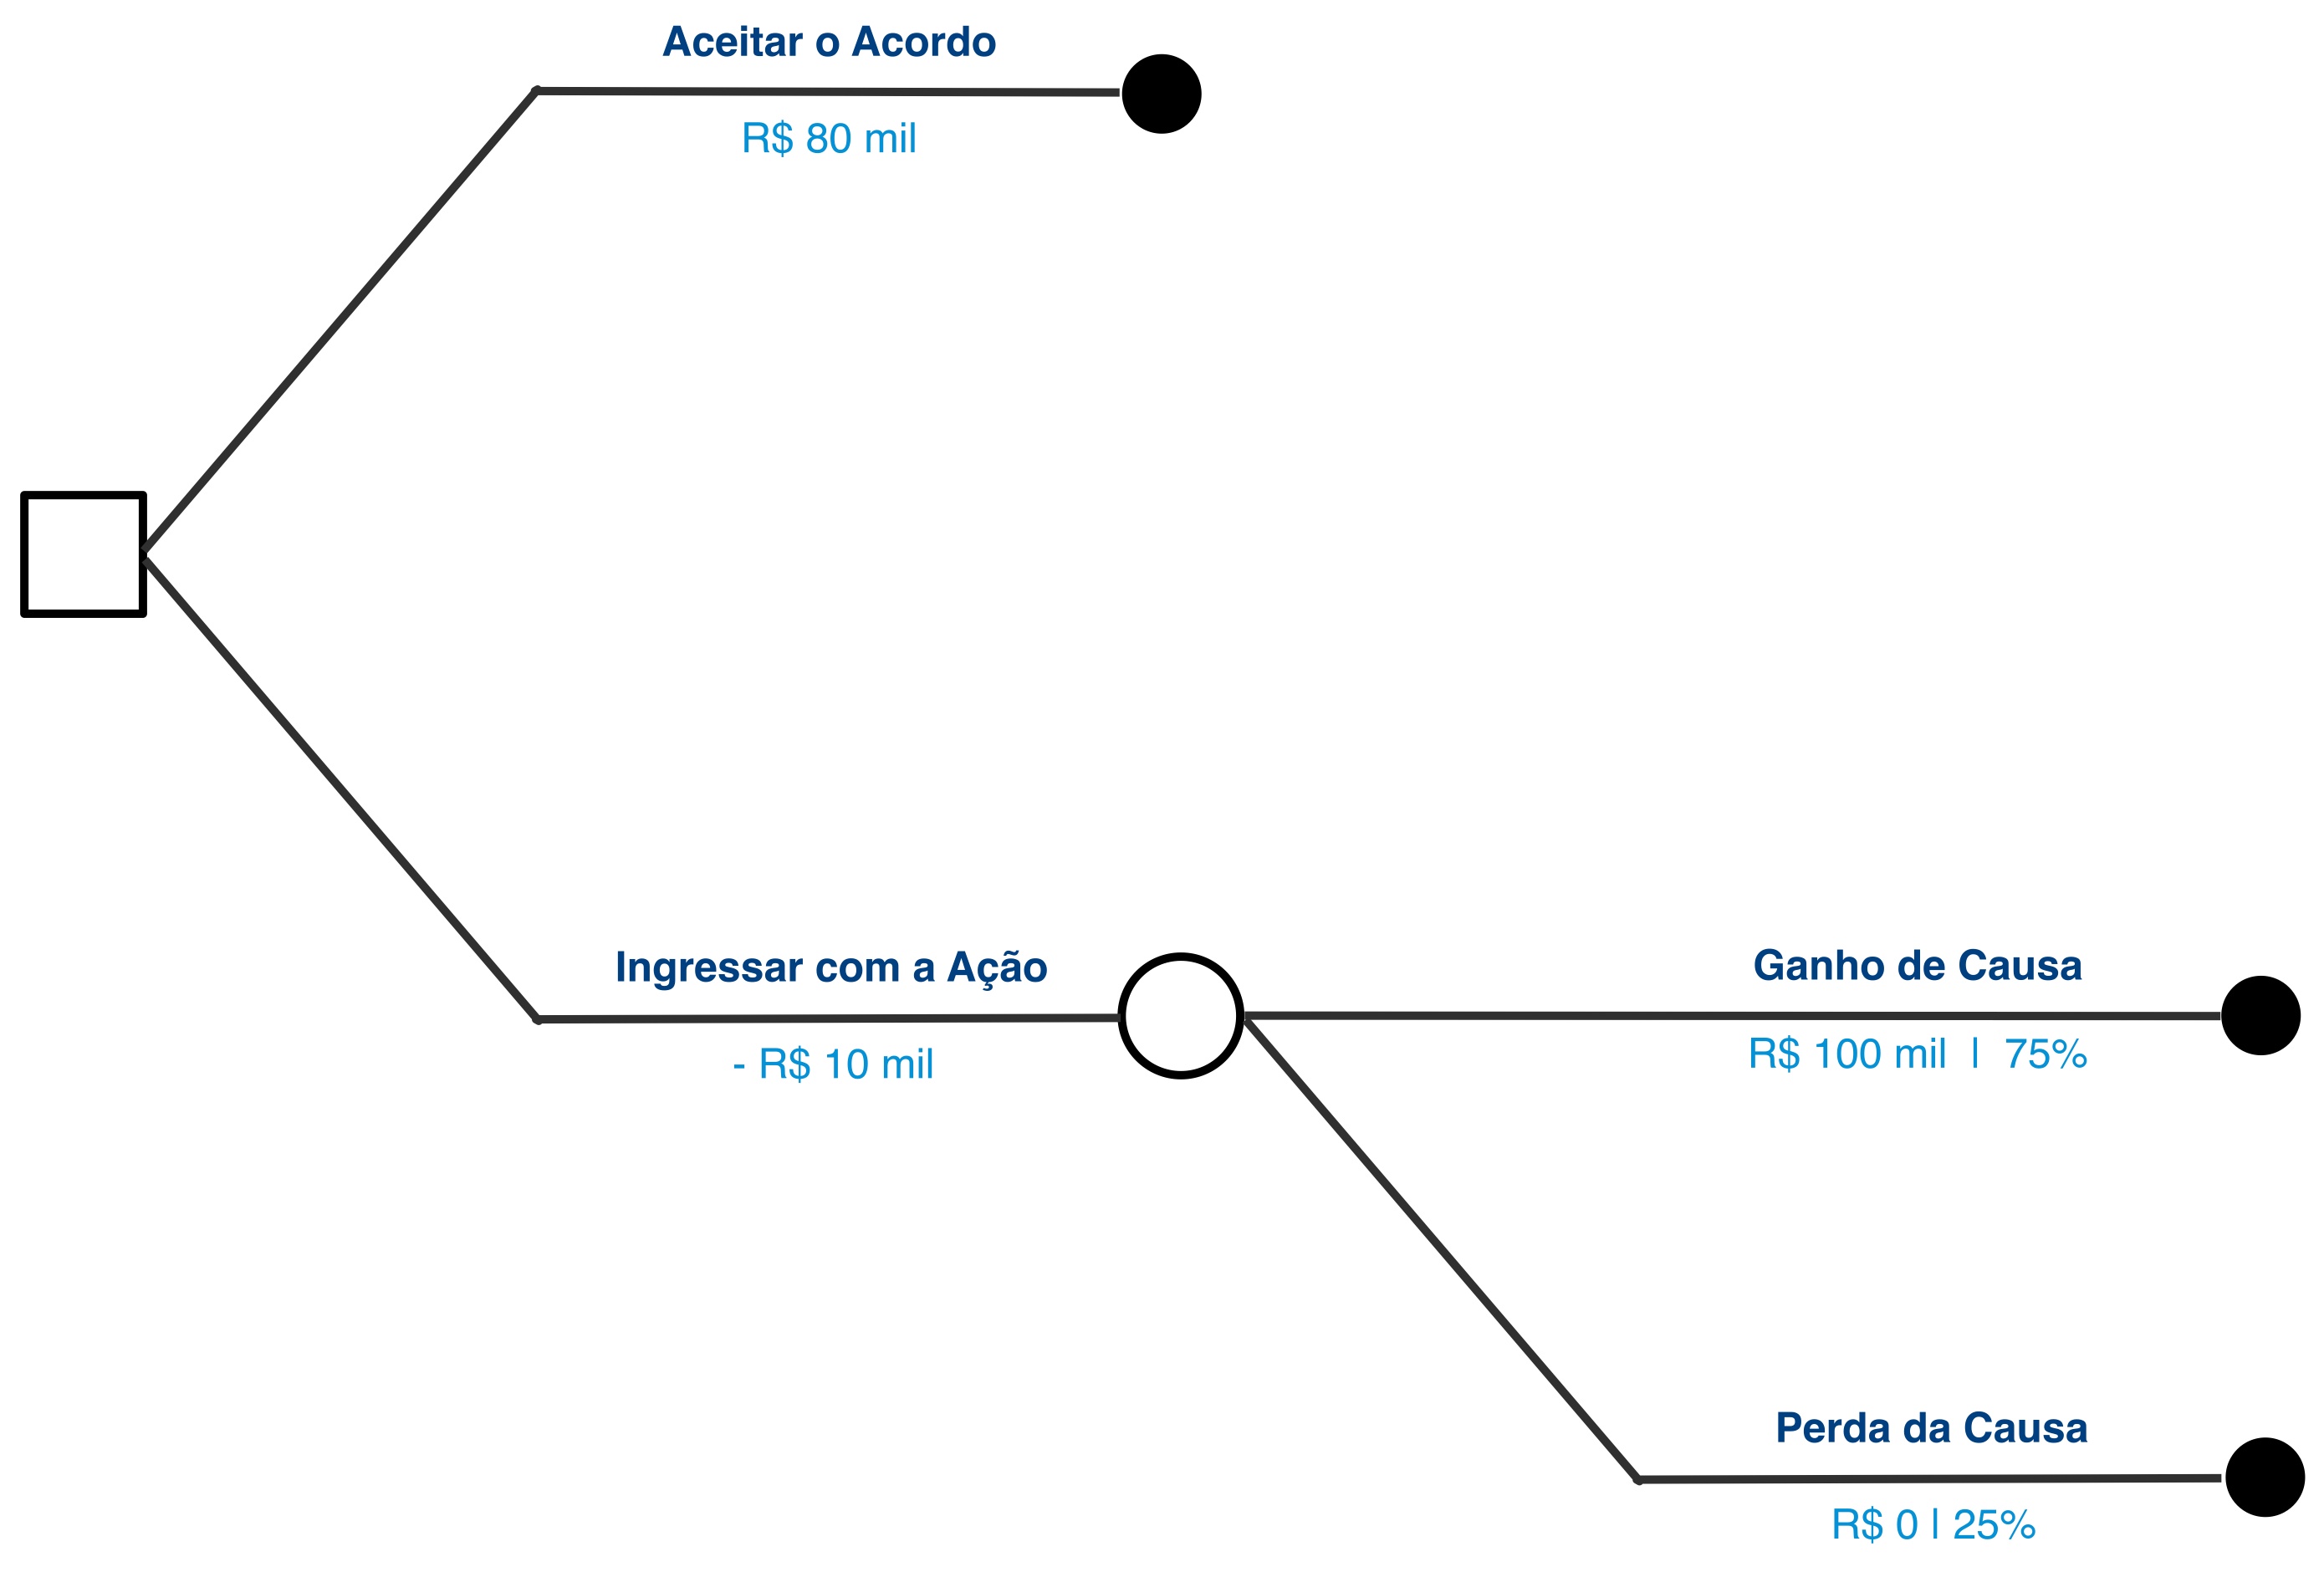 Aceitar o Acordo
R$ 80 mil
Ingressar com a Ação
- R$ 10 mil
Ganho de Causa
R$ 100 mil | 75%
Perda da Causa
R$ 0 | 25%